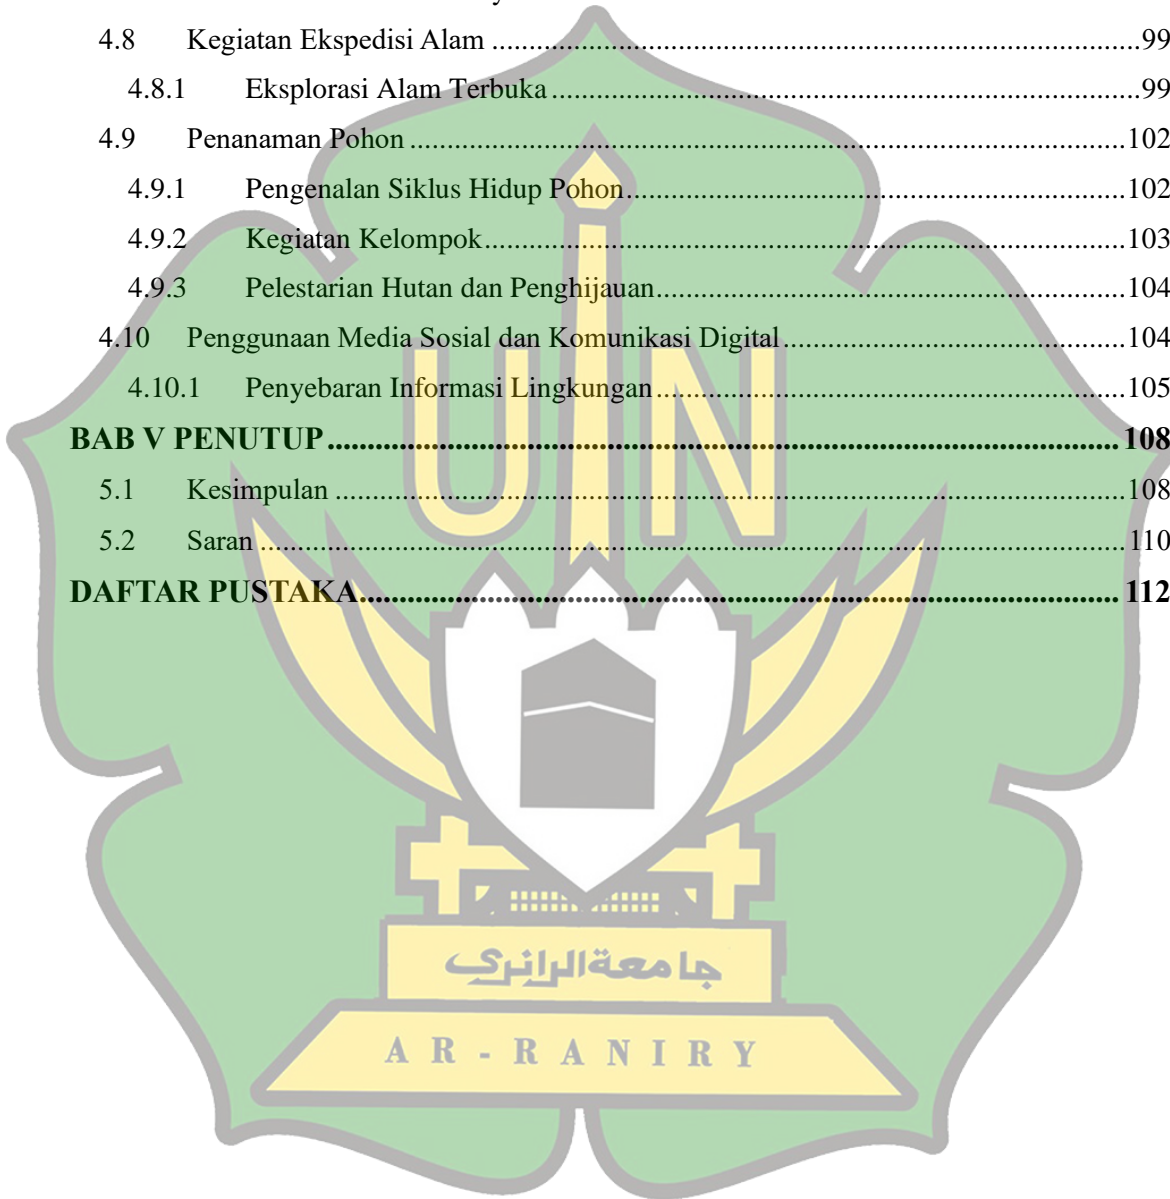 4.8 Kegiatan Ekspedisi Alam ........................................................ 99
4.8.1 Eksplorasi Alam Terbuka ........................................................ 99
4.9 Penanaman Pohon ........................................................ 102
4.9.1 Pengenalan Siklus Hidup Pohon ........................................................ 102
4.9.2 Kegiatan Kelompok ........................................................ 103
4.9.3 Pelestarian Hutan dan Penghijauan ........................................................ 104
4.10 Penggunaan Media Sosial dan Komunikasi Digital ........................................................ 104
4.10.1 Penyebaran Informasi Lingkungan ........................................................ 105
BAB V PENUTUP ........................................................ 108
5.1 Kesimpulan ........................................................ 108
5.2 Saran ........................................................ 110
DAFTAR PUSTAKA ........................................................ 112
UIN
جامعة الرانري
AR-RANIRY